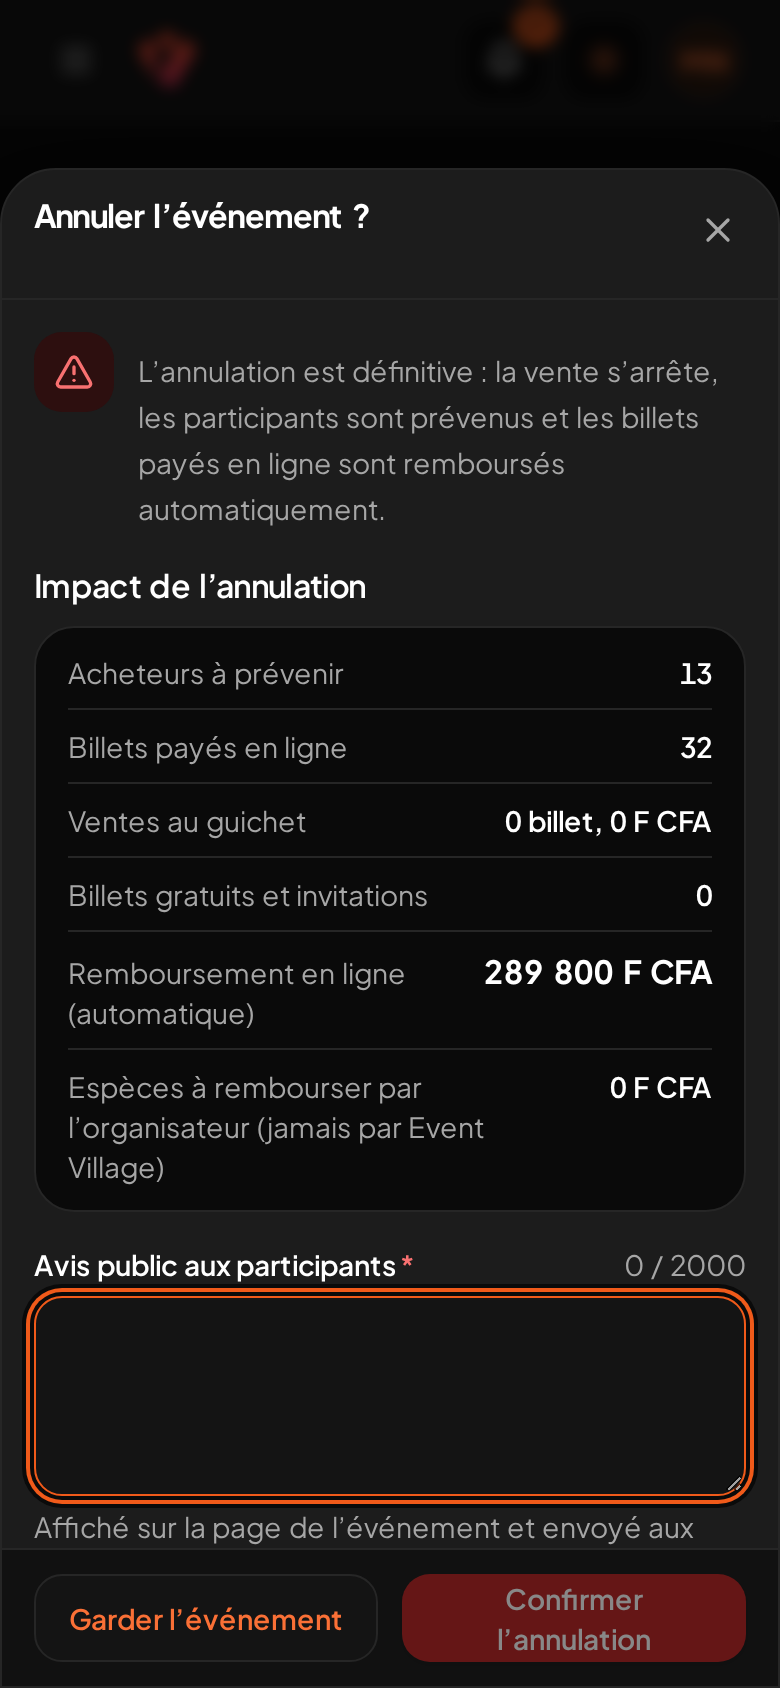 Annuler l’événement ?
L’annulation est définitive : la vente s’arrête,
les participants sont prévenus et les billets
payés en ligne sont remboursés
automatiquement.
Impact de l’annulation
Acheteurs à prévenir 13
Billets payés en ligne 32
Ventes au guichet 0 billet, 0 F CFA
Billets gratuits et invitations 0
Remboursement en ligne 289 800 F CFA
(automatique)
Espèces à rembourser par 0 F CFA
l’organisateur (jamais par Event
Village)
Avis public aux participants * 0 / 2000
Affiché sur la page de l’événement et envoyé aux
Garder l’événement
Confirmer
l’annulation